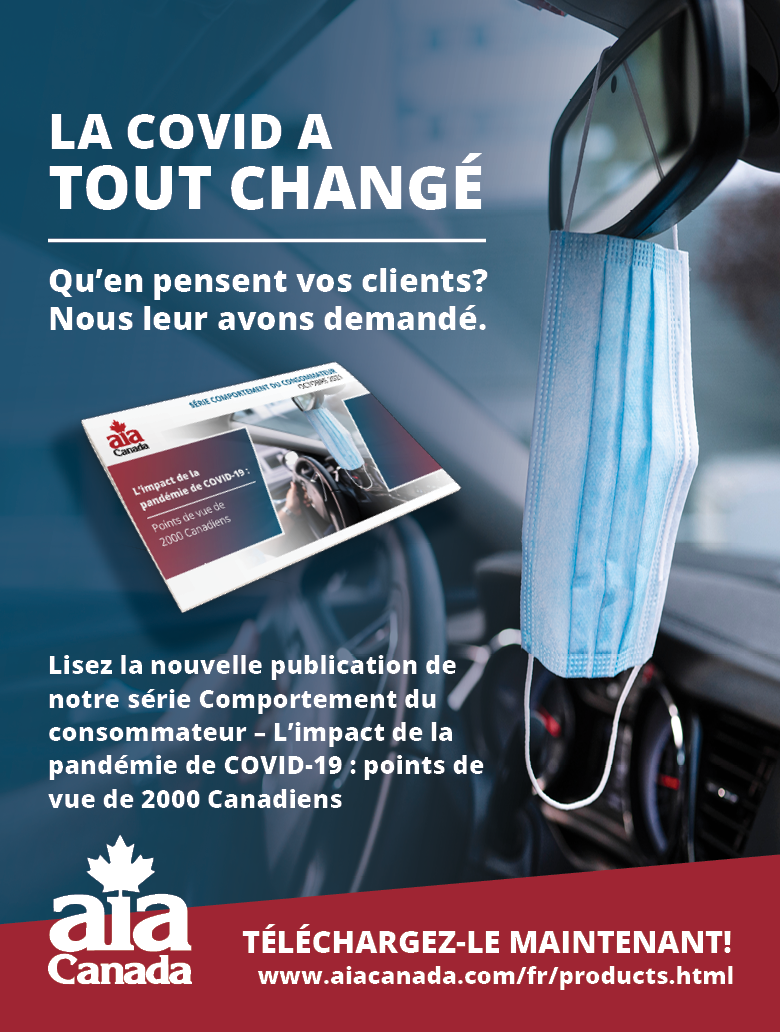 LA COVID A
TOUT CHANGÉ
Qu’en pensent vos clients?
Nous leur avons demandé.
SÉRIE COMPORTEMENT DU CONSOMMATEUR
OCTOBRE 2021
aia
Canada
L’impact de la
pandémie de COVID-19 :
Points de vue de
2000 Canadiens
Lisez la nouvelle publication de
notre série Comportement du
consommateur – L’impact de la
pandémie de COVID-19 : points de
vue de 2000 Canadiens
aia
Canada
TÉLÉCHARGEZ-LE MAINTENANT!
www.aiacanada.com/fr/products.html